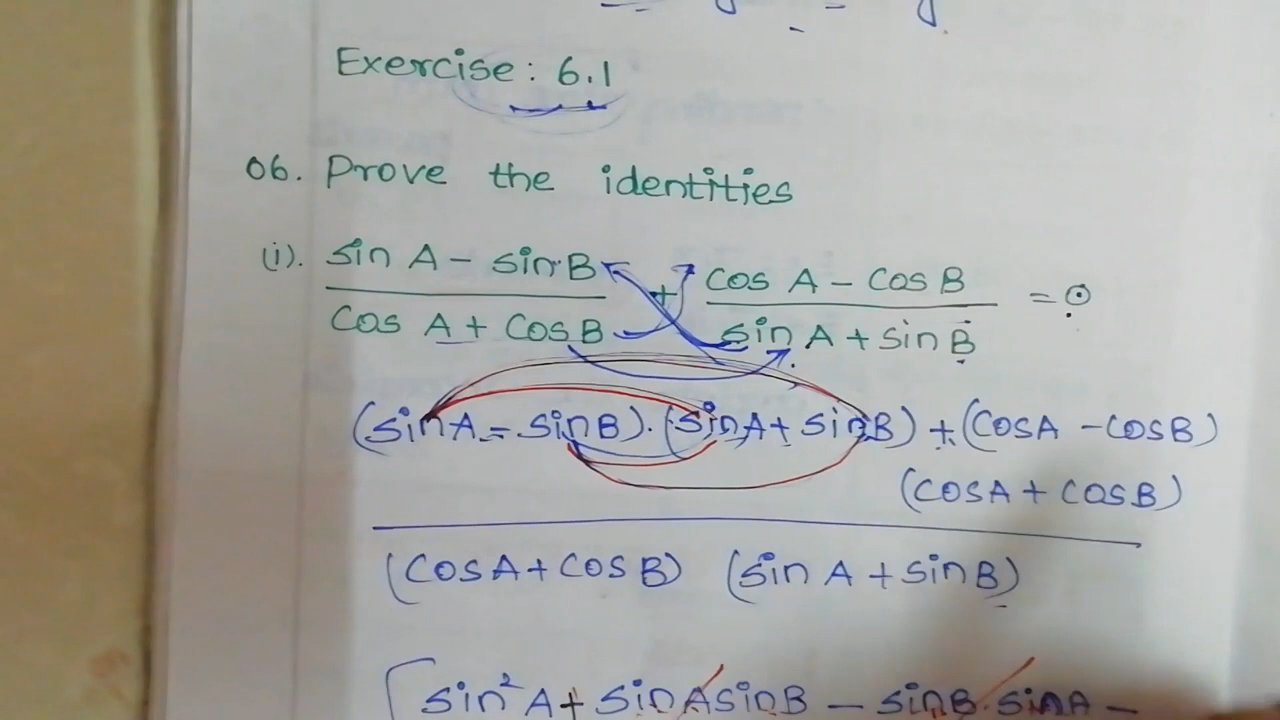 Exercise: 6.1
06. Prove the identities
(i). sin A - sin B / cos A + cos B + cos A - cos B / sin A + sin B = 0
(sinA - sinB). (sinA + sinB) + (cosA - cosB)
(cosA + cosB)
(cosA + cosB) (sin A + sinB)
[sin²A + sinAsinB - sinB.sinA -